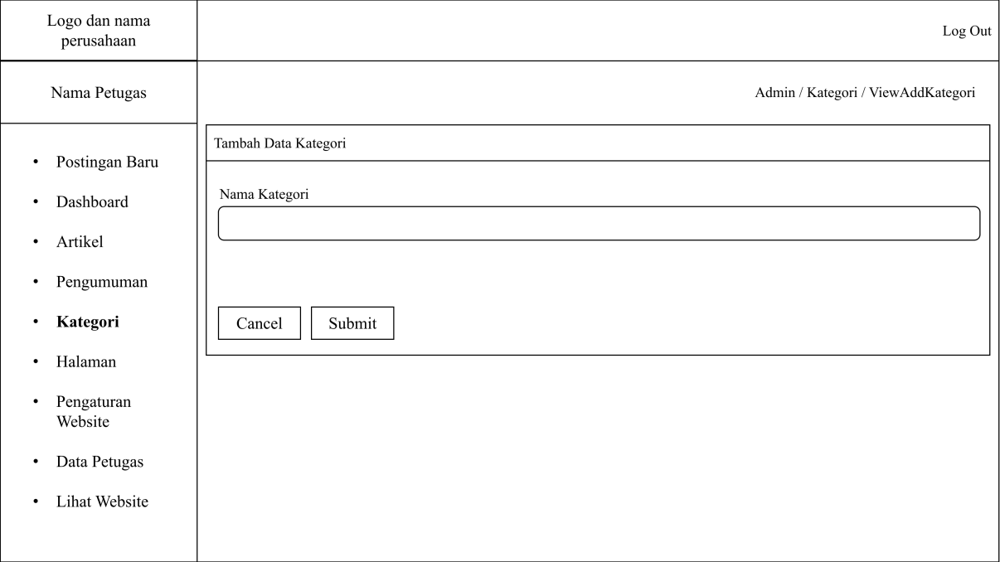 Logo dan nama
perusahaan
Log Out
Nama Petugas
Admin / Kategori / ViewAddKategori
• Postingan Baru
• Dashboard
• Artikel
• Pengumuman
• Kategori
• Halaman
• Pengaturan
Website
• Data Petugas
• Lihat Website
Tambah Data Kategori
Nama Kategori
Cancel
Submit